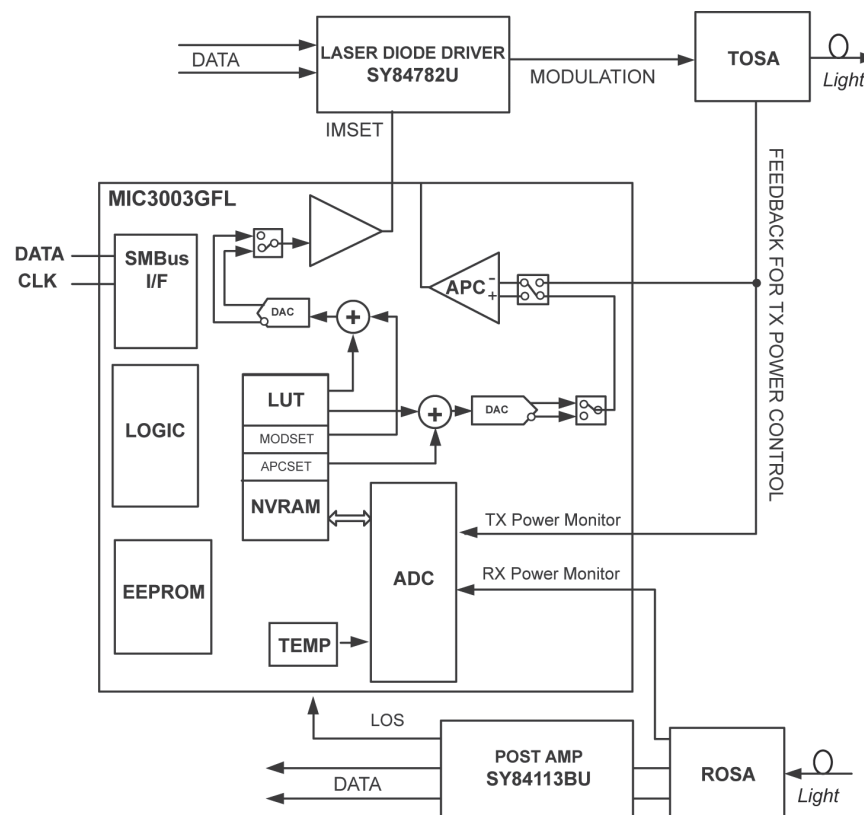 LASER DIODE DRIVER
SY84782U
DATA
MODULATION
TOSA
Light
IMSET
FEEDBACK FOR TX POWER CONTROL
MIC3003GFL
DATA
CLK
SMBus
I/F
APC
-
+
DAC
+
LUT
+
DAC
LOGIC
MODSET
APCSET
NVRAM
TX Power Monitor
ADC
RX Power Monitor
EEPROM
TEMP
LOS
POST AMP
SY84113BU
DATA
ROSA
Light